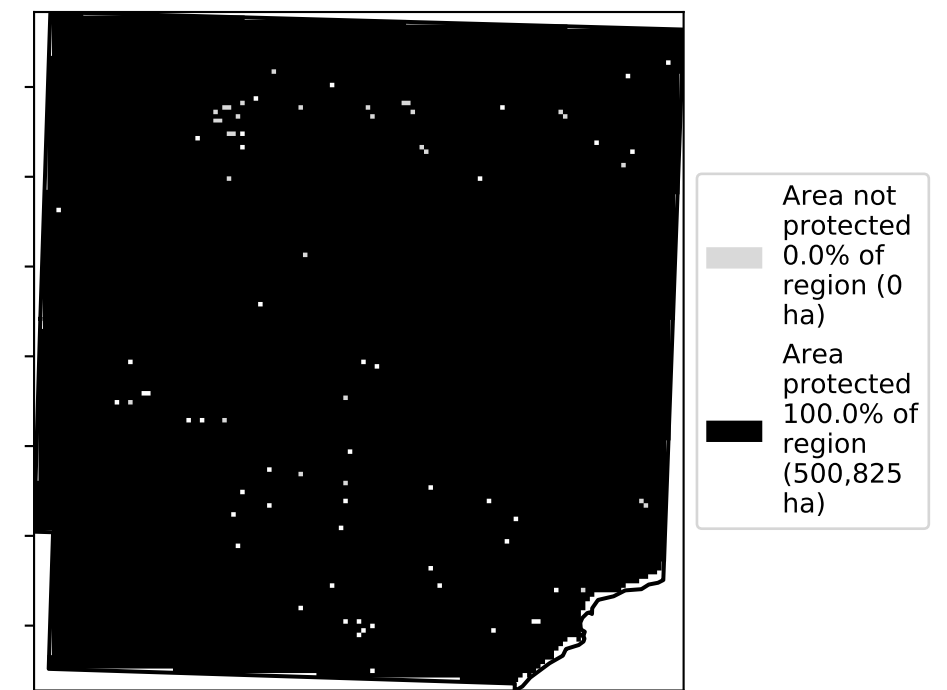 Area not
protected
0.0% of
region (0
ha)
Area
protected
100.0% of
region
(500,825
ha)